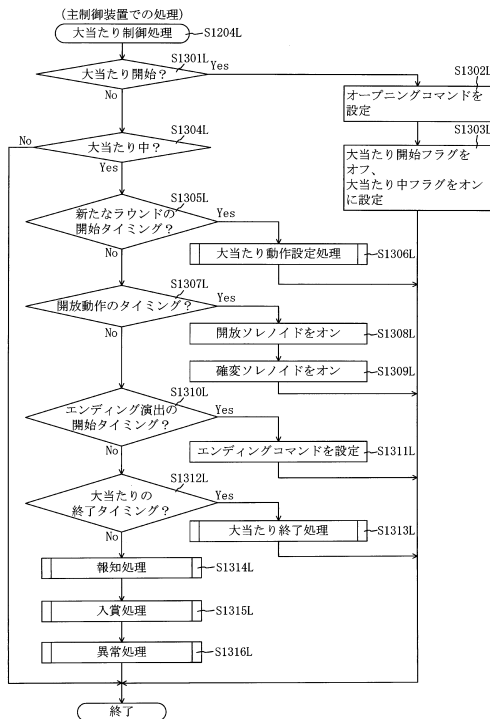 (主制御装置での処理)
大当たり制御処理
S1204L
S1301L
大当たり開始?
Yes
No
S1302L
オープニングコマンドを
設定
S1303L
大当たり開始フラグを
オフ、
大当たり中フラグをオン
に設定
S1304L
No
大当たり中?
Yes
S1305L
新たなラウンドの
開始タイミング?
Yes
No
大当たり動作設定処理
S1306L
S1307L
開放動作のタイミング?
Yes
No
開放ソレノイドをオン
S1308L
確変ソレノイドをオン
S1309L
S1310L
エンディング演出の
開始タイミング?
Yes
No
エンディングコマンドを設定
S1311L
S1312L
大当たりの
終了タイミング?
Yes
No
大当たり終了処理
S1313L
報知処理
S1314L
入賞処理
S1315L
異常処理
S1316L
終了